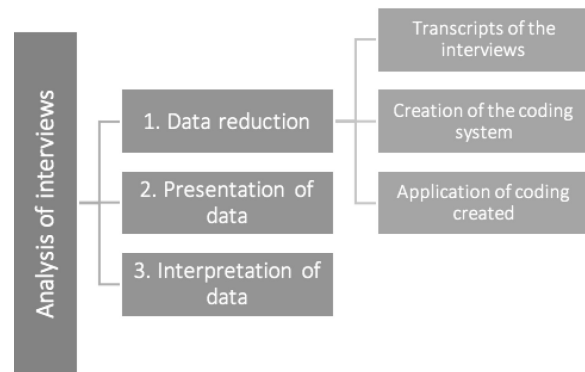 Analysis of interviews
1. Data reduction
2. Presentation of
data
3. Interpretation of
data
Transcripts of the
interviews
Creation of the coding
system
Application of coding
created